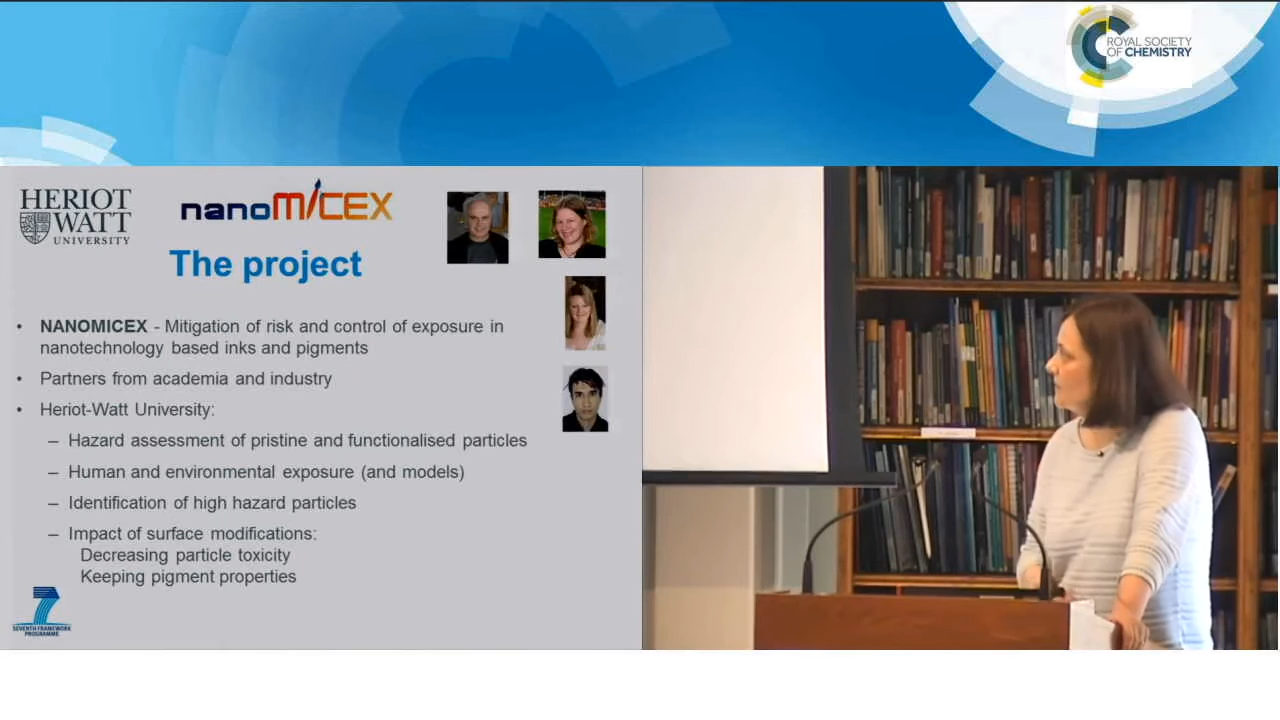 ROYAL SOCIETY
OF CHEMISTRY
HERIOT
WATT
UNIVERSITY
nanoMICEX
The project
• NANOMICEX - Mitigation of risk and control of exposure in
nanotechnology based inks and pigments
• Partners from academia and industry
• Heriot-Watt University:
– Hazard assessment of pristine and functionalised particles
– Human and environmental exposure (and models)
– Identification of high hazard particles
– Impact of surface modifications:
Decreasing particle toxicity
Keeping pigment properties
SEVENTH FRAMEWORK
PROGRAMME